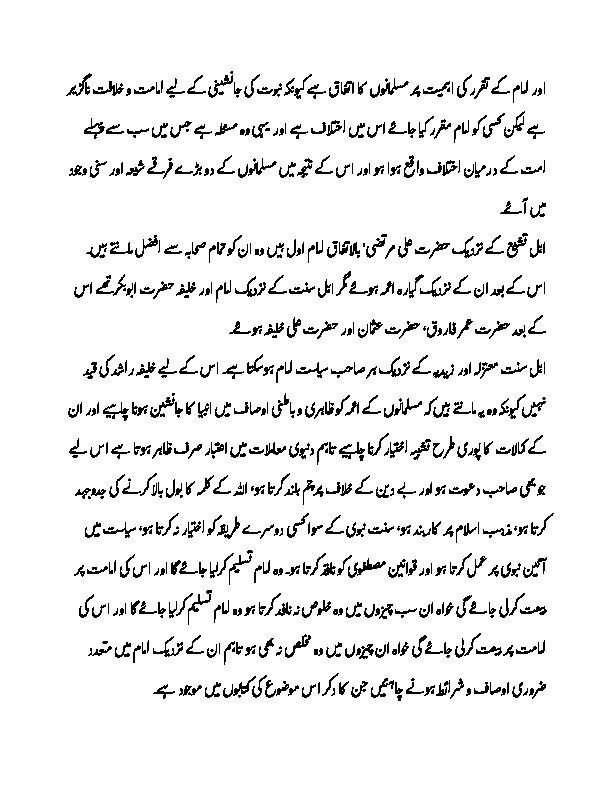 اور امام کے تقرر کی اہمیت پر مسلمانوں کا اتفاق ہے کیونکہ نبوت کی جانشینی کے لیے امامت و خلافت ناگزیر
ہے لیکن کسی کو امام مقرر کیا جائے اس میں اختلاف ہے اور یہی وہ مسئلہ ہے جس میں سب سے پہلے
امت کے درمیان اختلاف واقع ہوا ہو اور اس کے نتیجہ میں مسلمانوں کے دو بڑے فرقے شیعہ اور سنی وجود
میں آئے۔
اہل تشیع کے نزدیک حضرت علی مرتضی' بالاتفاق امام اول ہیں وہ ان کو تمام صحابہ سے افضل مانتے ہیں۔
اس کے بعد ان کے نزدیک گیارہ ائمہ ہوئے مگر اہل سنت کے نزدیک امام اور خلیفہ حضرت ابوبکر تھے اس
کے بعد حضرت عمر فاروق، حضرت عثمان اور حضرت علی خلیفہ ہوئے۔
اہل سنت معتزلہ اور زیدیہ کے نزدیک ہر صاحب سیاست امام ہوسکتا ہے۔ اس کے لیے خلیفہ راشد کی قید
نہیں کیونکہ وہ یہ مانتے ہیں کہ مسلمانوں کے ائمہ کو ظاہری و باطنی اوصاف میں انبیا کا جانشین ہونا چاہیے اور ان
کے کمالات کا پوری طرح تشبہ اختیار کرنا چاہیے تاہم دنیوی معاملات میں اعتبار صرف ظاہر ہوتا ہے اس لیے
جو بھی صاحب دعوت ہو اور بے دین کے خلاف پرچم بلند کرتا ہو، اللہ کے کلمہ کا بول بالا کرنے کی جدوجہد
کرتا ہو، مذہب اسلام پر کاربند ہو، سنت نبوی کے سوا کسی دوسرے طریقہ کو اختیار نہ کرتا ہو، سیاست میں
آئین نبوی پر عمل کرتا ہو اور قوانین مصطفوی کو نافذ کرتا ہو۔ وہ امام تسلیم کرلیا جائے گا اور اس کی امامت پر
بیعت کرلی جائے گی خواہ ان سب چیزوں میں وہ خلوص نہ نافذ کرتا ہو وہ امام تسلیم کرلیا جائے گا اور اس کی
امامت پر بیعت کرلی جائے گی خواہ ان چیزوں میں وہ مخلص نہ بھی ہو تاہم ان کے نزدیک امام میں متعدد
ضروری اوصاف و شرائط ہونے چاہئیں جن کا دکر اس موضوع کی کتابوں میں موجود ہے۔